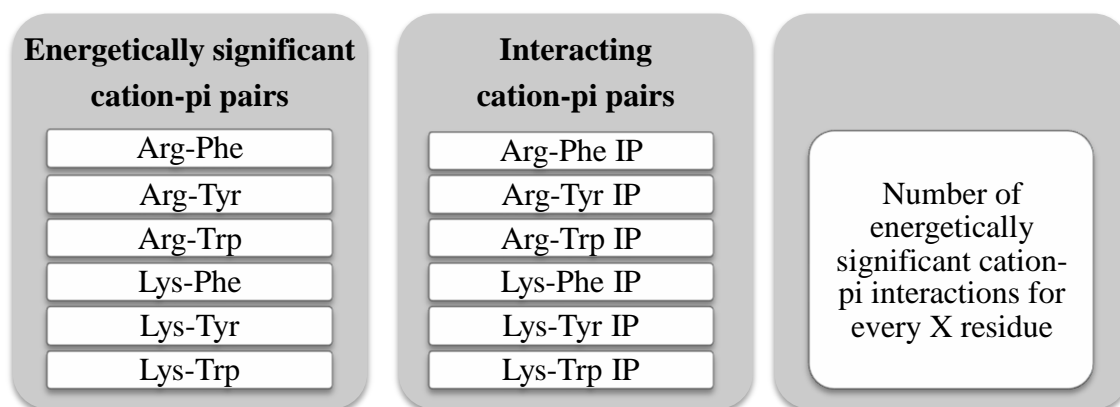 Energetically significant
cation-pi pairs
Arg-Phe
Arg-Tyr
Arg-Trp
Lys-Phe
Lys-Tyr
Lys-Trp
Interacting
cation-pi pairs
Arg-Phe IP
Arg-Tyr IP
Arg-Trp IP
Lys-Phe IP
Lys-Tyr IP
Lys-Trp IP
Number of
energetically
significant cation-
pi interactions for
every X residue